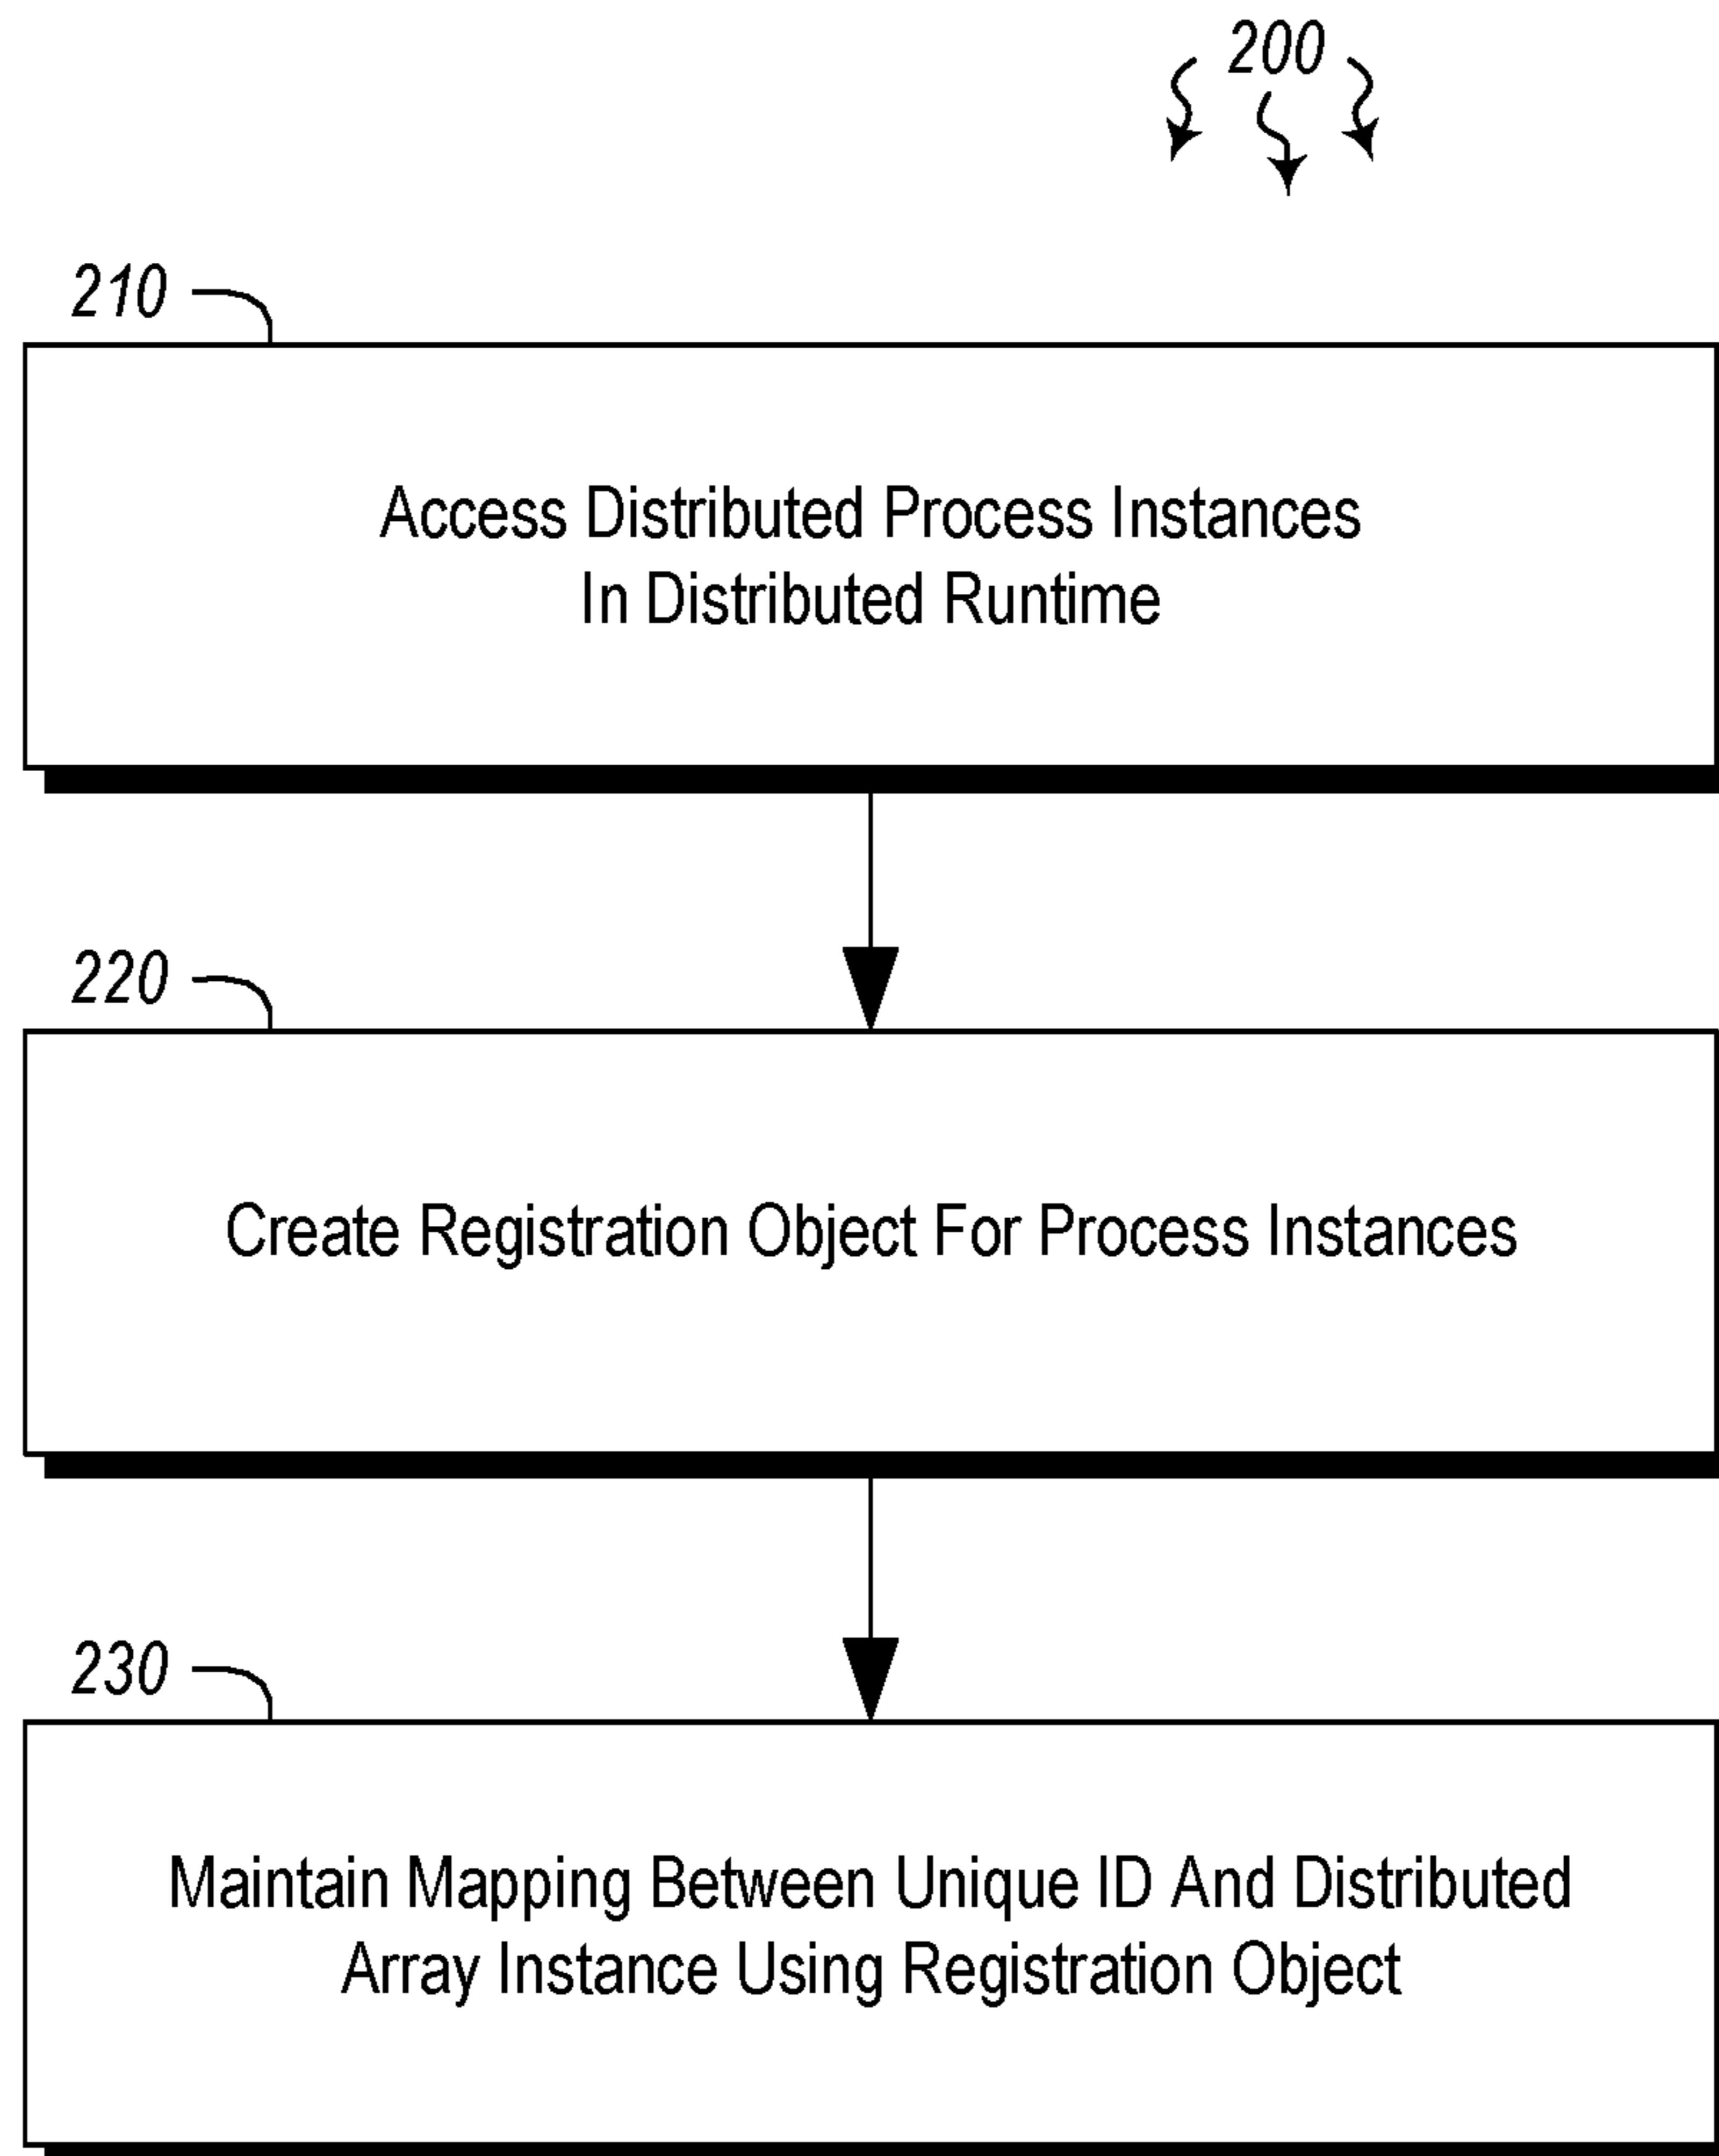 200
210
Access Distributed Process Instances
In Distributed Runtime
220
Create Registration Object For Process Instances
230
Maintain Mapping Between Unique ID And Distributed
Array Instance Using Registration Object